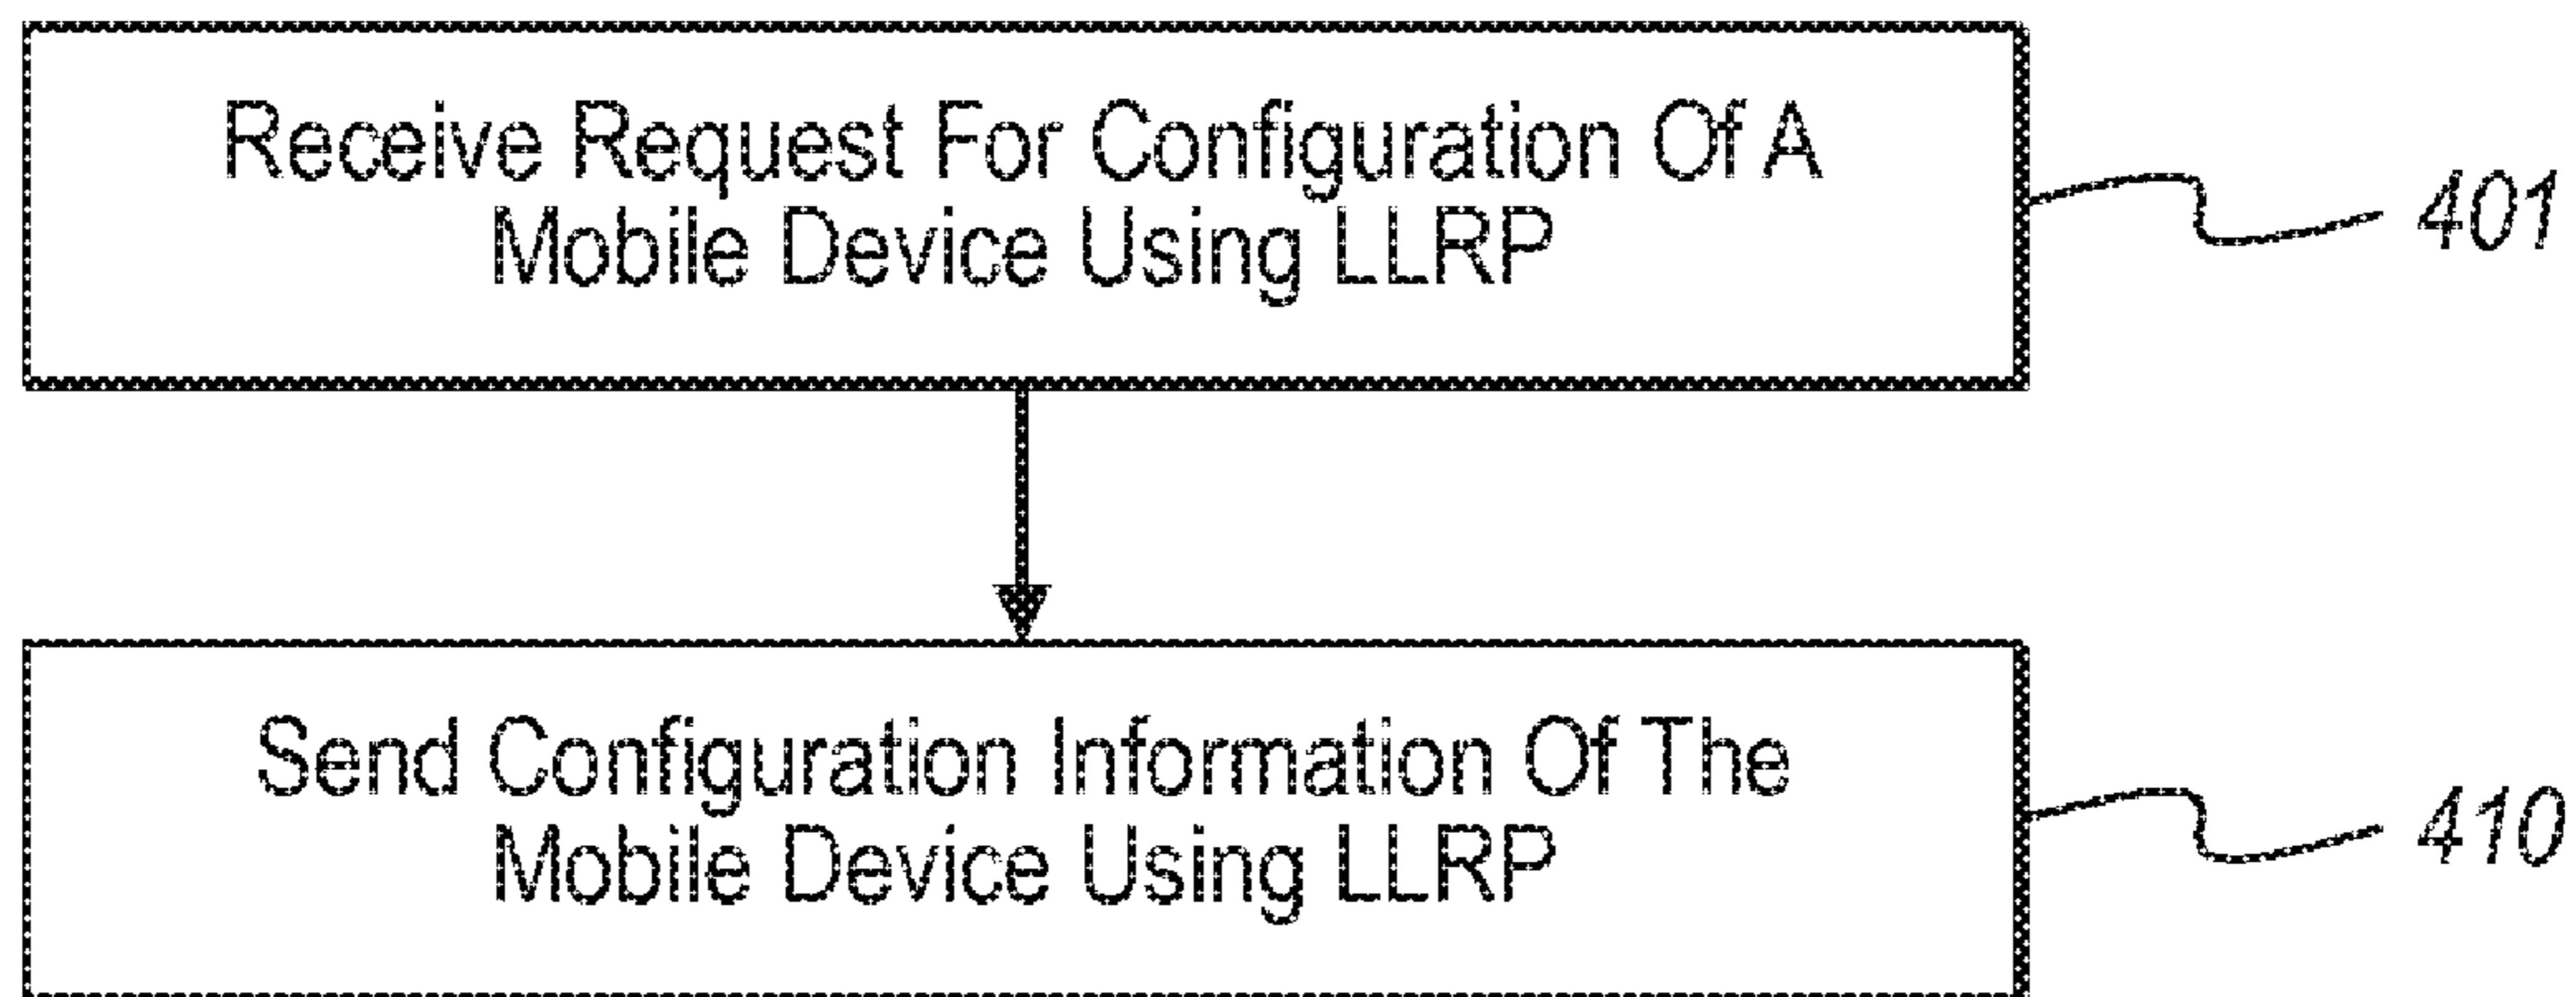 Receive Request For Configuration Of A
Mobile Device Using LLRP
401
Send Configuration Information Of The
Mobile Device Using LLRP
410